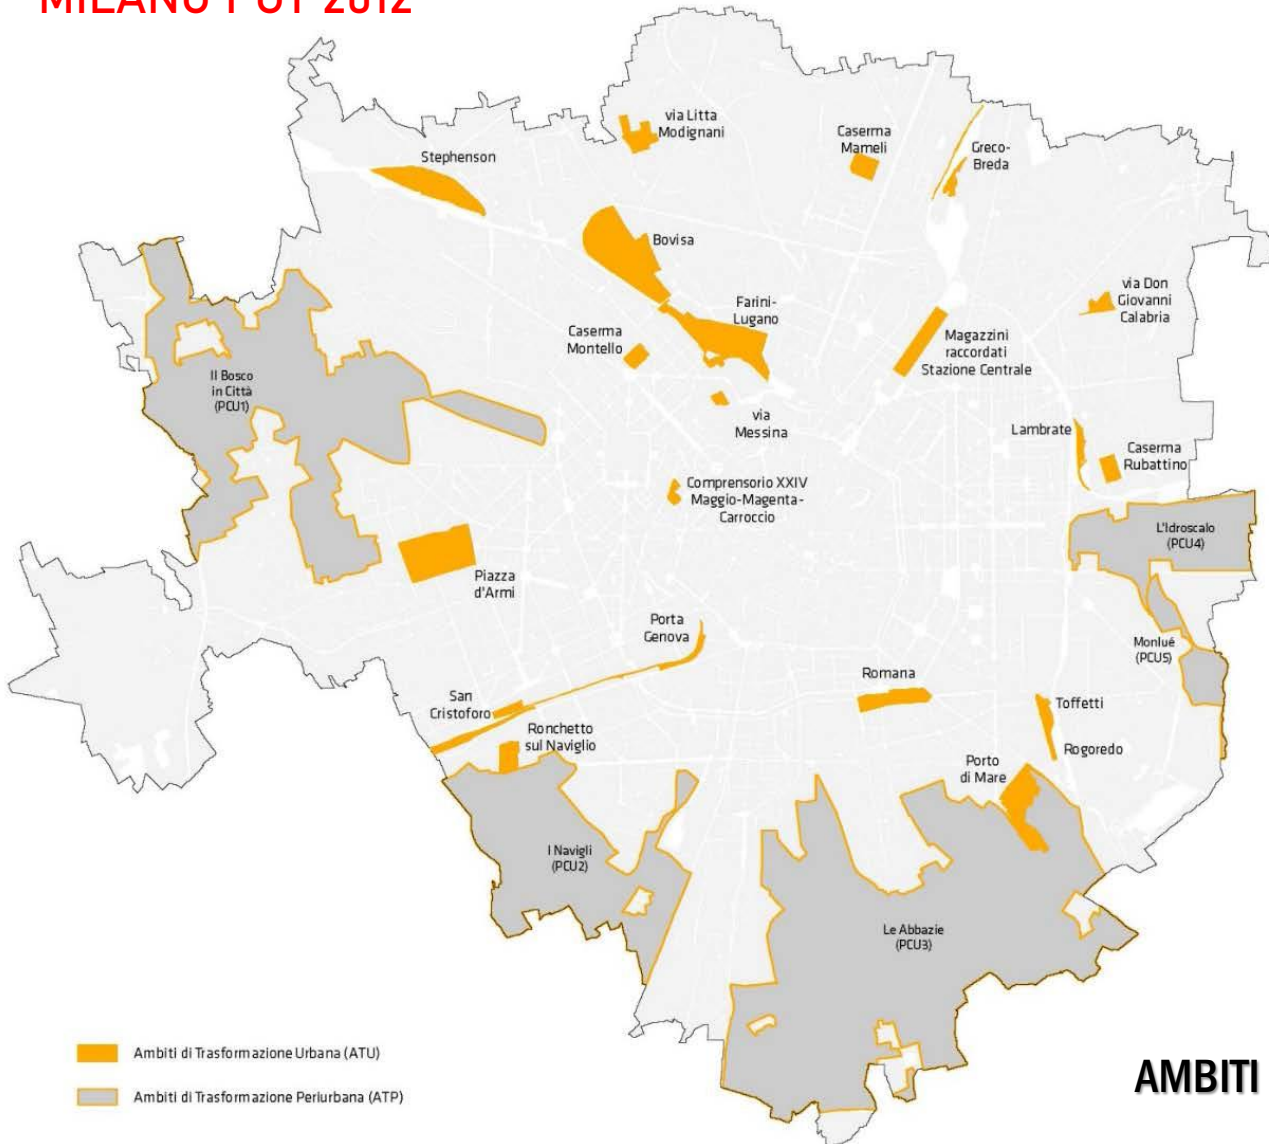 MILANO PGT 2012
via Litta
Modignani
Caserma
Mameli
Greco-
Breda
Stephenson
Bovisa
via Don
Giovanni
Calabria
Farini-
Lugano
Caserma
Montello
Magazzini
raccordati
Stazione Centrale
Il Bosco
in Città
(PCU1)
via
Messina
Lambrate
Caserma
Rubattino
Comprensorio XXIV
Maggio-Magenta-
Carroccio
L'Idroscalo
(PCU4)
Piazza
d'Armi
Porta
Genova
Monlué
(PCU5)
Romana
San
Cristoforo
Toffetti
Ronchetto
sul Naviglio
Rogoredo
Porto
di Mare
I Navigli
(PCU2)
Le Abbazie
(PCU3)
Ambiti di Trasformazione Urbana (ATU)
Ambiti di Trasformazione Periurbana (ATP)
AMBITI